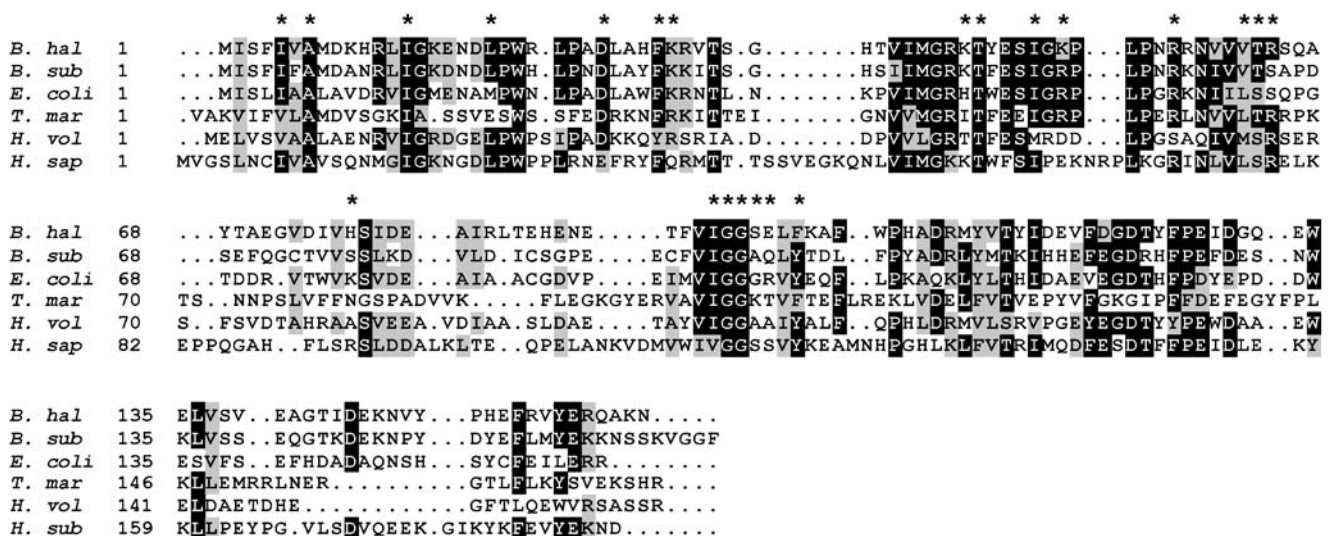 * * * * * ** ** * * * ***
B. hal 1 ...MISFIVAMDKHRLIGKENDLPWR.LPADLAHFKRVTS.G......HTVIMGRKTYESIGKP...LPNRRNVVVTRSQA
B. sub 1 ...MISFIFAMDANRLIGKDNDLPWH.LPNDLAYFKKITS.G......HSIIMGRKTFESIGRP...LPNRKNIVVTSAPD
E. coli 1 ...MISLIAALAVDRVIGMENAMPWN.LPADLAWFKRNTL.N......KPVIMGRHTWESIGRP...LPGRKNIILSSQPG
T. mar 1 .VAKVIFVLAMDVSGKIA.SSVESWS.SFEDRKNFRKITTEI......GNVVMGRITFEEIGRP...LPERLNVVLTRRPK
H. vol 1 ..MELVSVAALAENRVIGRDGELPWPSIPADKKQYRSRIA.D......DPVVLGRTTFESMRDD...LPGSAQIVMSRSER
H. sap 1 MVGSLNCIVAVSQNMGIGKNGDLPWPPLRNEFRYFQRMTT.TSSVEGKQNLVIMGKKTWFSIPEKNRPLKGRINLVLSRELK
* ***** *
B. hal 68 ...YTAEGVDIVHSIDE...AIRLTEHENE....TFVIGGSELFKAF..WPHADRMYVTYIDEVFDGDTYFPEIDGQ..EW
B. sub 68 ...SEFQGCTVVSSLKD...VLD.ICSGPE....ECFVIGGAQLYTDL..FPYADRLYMTKIHHEFEGDRHFPEFDES..NW
E. coli 68 ...TDDR.VTWVKSVDE...AIA.ACGDVP....EIMVIGGGRVYEQF..LPKAQKLYLTHIDAEVEGDTHFPDYEPD..DW
T. mar 70 TS..NNPSLVFFNGSPADVVK....FLEGKGYERVAVIGGKTVFTEFLREKLVDELFVTVEPYVFGKGIPFFDEFEGYFPL
H. vol 70 S...FSVDTAHRAASVEEA.VDIAA.SLDAE....TAYVIGGAAIYALF..QPHLDRMVLSRVPGEYEGDTYYPEWDAA..EW
H. sap 82 EPPQGAH..FLSRSLDDALKLTE..QPELANKVDMVWIVGGSSVYKEAMNHPGHLKLFVTRIMQDFESDTFFPEIDLE..KY
B. hal 135 ELVSV..EAGTIDEKNVY...PHEFRVYERQAKN.....
B. sub 135 KLVSS..EQGTKDEKNPY...DYEFLMYEKKNSSKVGGF
E. coli 135 ESVFS..EFHDADAQNSH...SYCFEILERR........
T. mar 146 KLLEMRRLNER.........GTLFLKYSVEKSHR.....
H. vol 141 ELDAETDHE...........GFTLQEWVRSASSR.....
H. sub 159 KLLPEYPG.VLSDVQEEK.GIKYKFEVYEKND.......